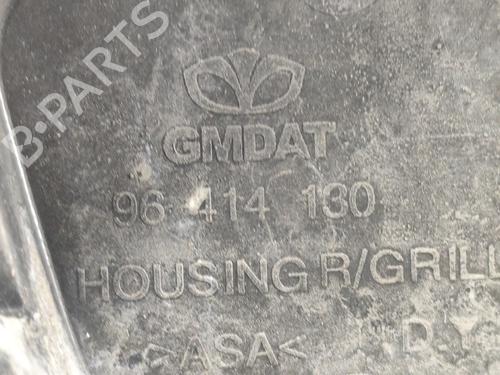 B-PARTS
GMDAT
96 414 130
HOUSING R/GRILL
>ASA< D.Y